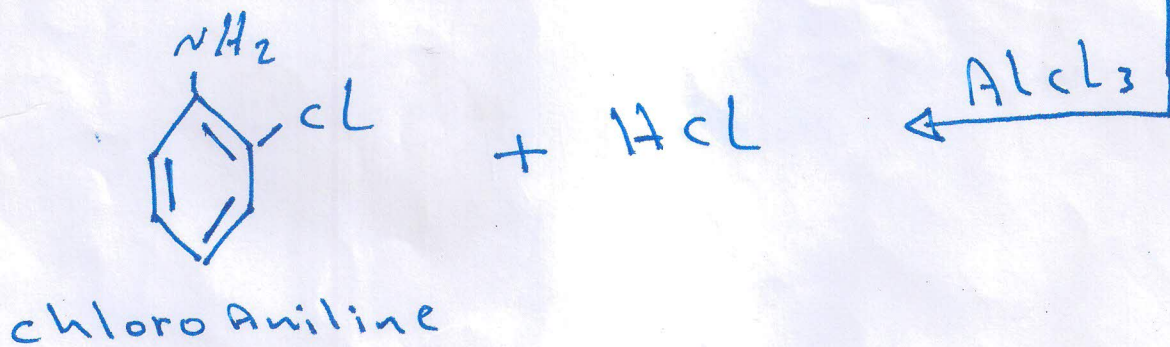 NH2
CL
+ HCL
AlCl3
chloro Aniline